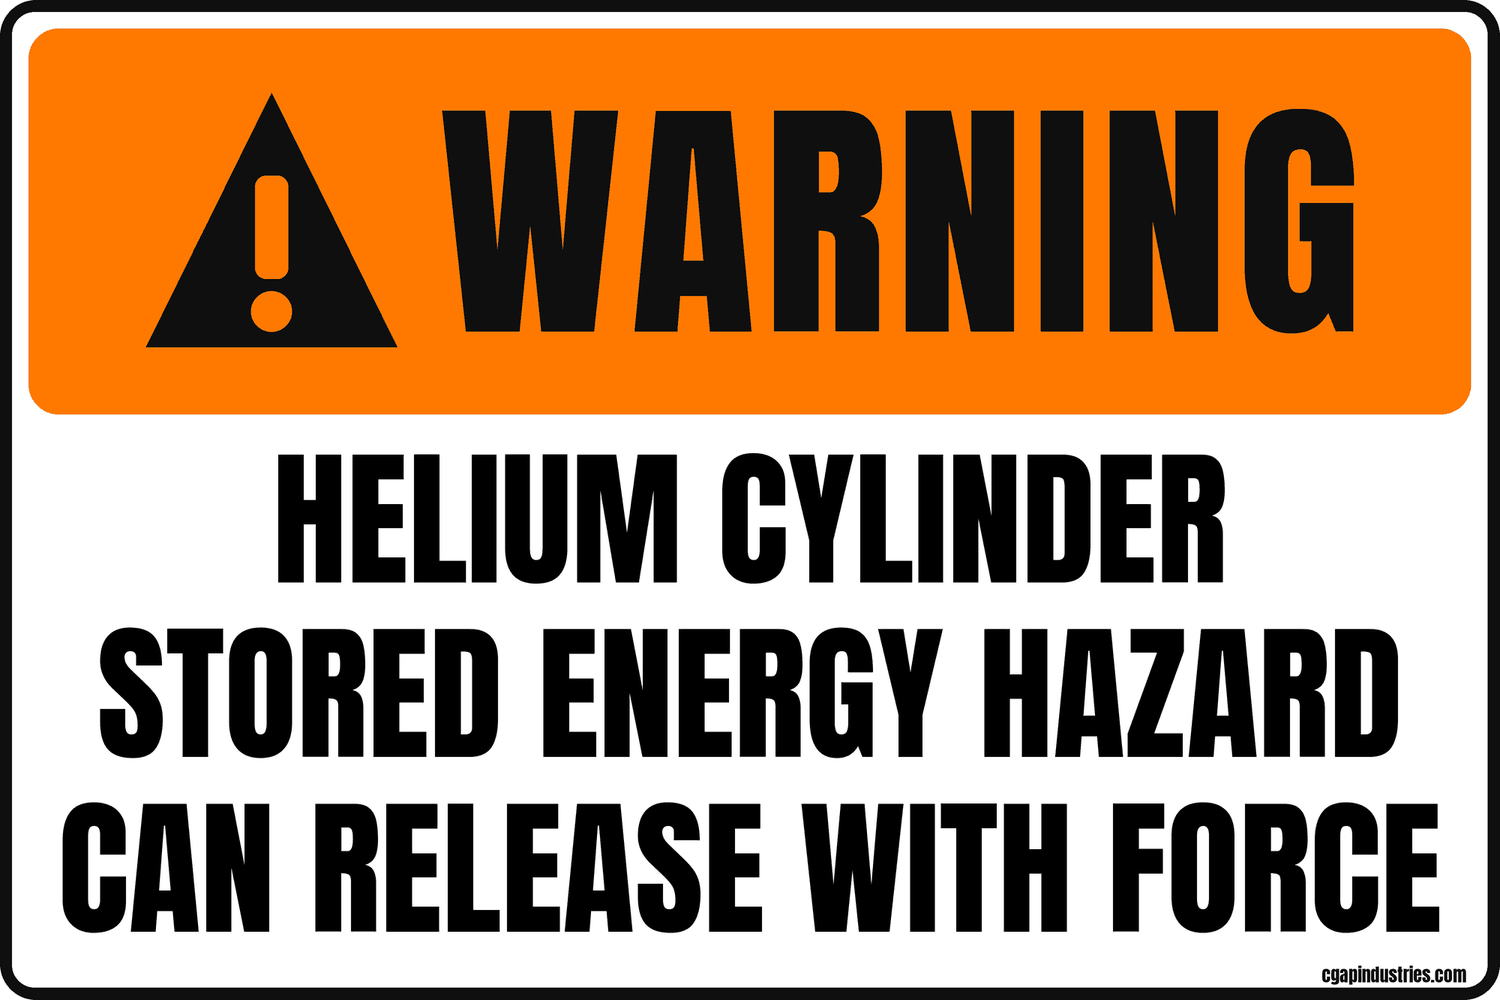 WARNING
HELIUM CYLINDER
STORED ENERGY HAZARD
CAN RELEASE WITH FORCE
cgapindustries.com